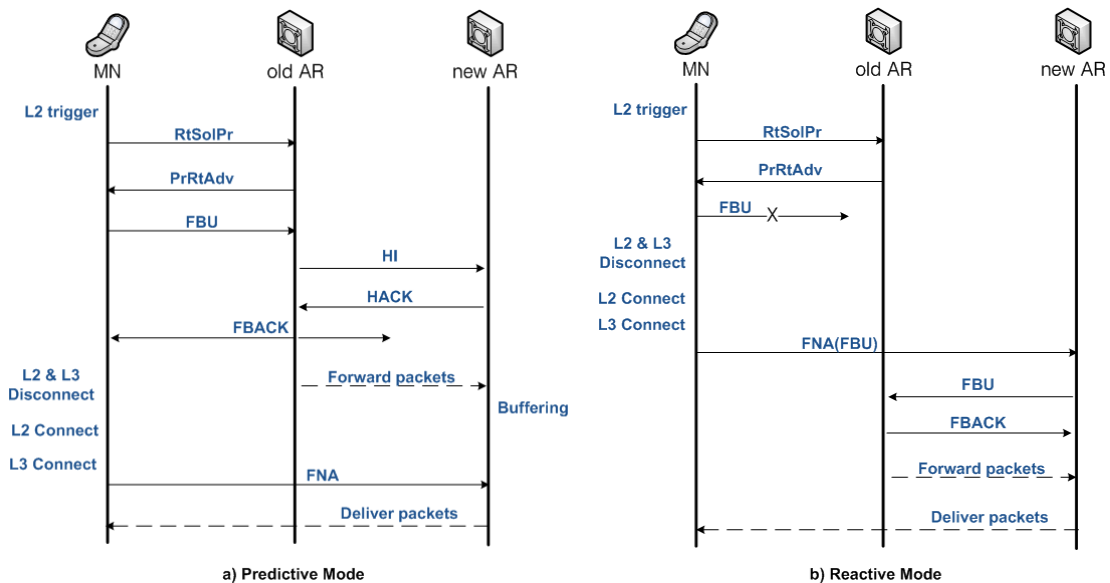 MN
old AR
new AR
L2 trigger
RtSolPr
PrRtAdv
FBU
HI
HACK
FBACK
L2 & L3
Disconnect
Forward packets
Buffering
L2 Connect
L3 Connect
FNA
Deliver packets
a) Predictive Mode
MN
old AR
new AR
L2 trigger
RtSolPr
PrRtAdv
FBU
X
L2 & L3
Disconnect
L2 Connect
L3 Connect
FNA(FBU)
FBU
FBACK
Forward packets
Deliver packets
b) Reactive Mode